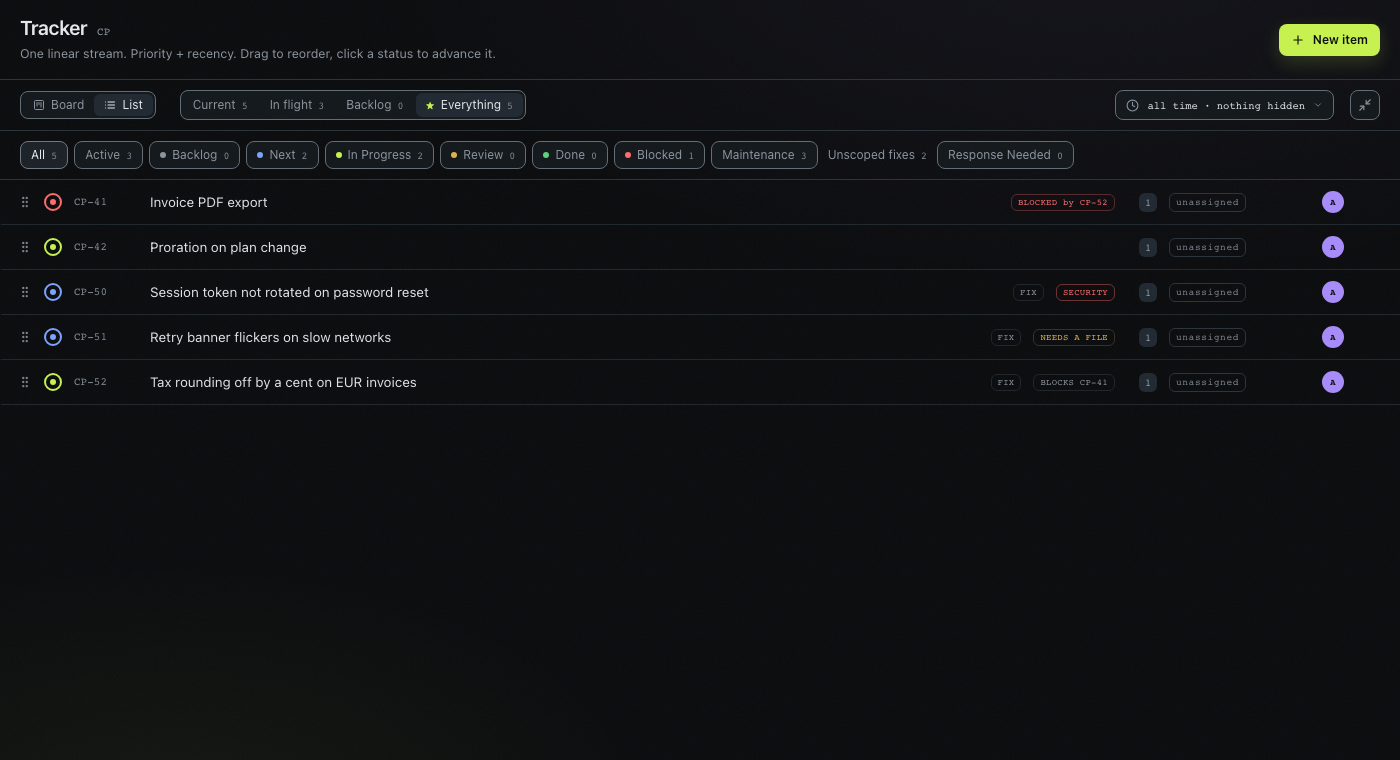 Tracker CP
One linear stream. Priority + recency. Drag to reorder, click a status to advance it.
New item
Board List Current 5 In flight 3 Backlog 0 Everything 5 all time · nothing hidden
All 5 Active 3 Backlog 0 Next 2 In Progress 2 Review 0 Done 0 Blocked 1 Maintenance 3 Unscoped fixes 2 Response Needed 0
CP-41 Invoice PDF export BLOCKED by CP-52 1 unassigned A
CP-42 Proration on plan change 1 unassigned A
CP-50 Session token not rotated on password reset FIX SECURITY 1 unassigned A
CP-51 Retry banner flickers on slow networks FIX NEEDS A FILE 1 unassigned A
CP-52 Tax rounding off by a cent on EUR invoices FIX BLOCKS CP-41 1 unassigned A